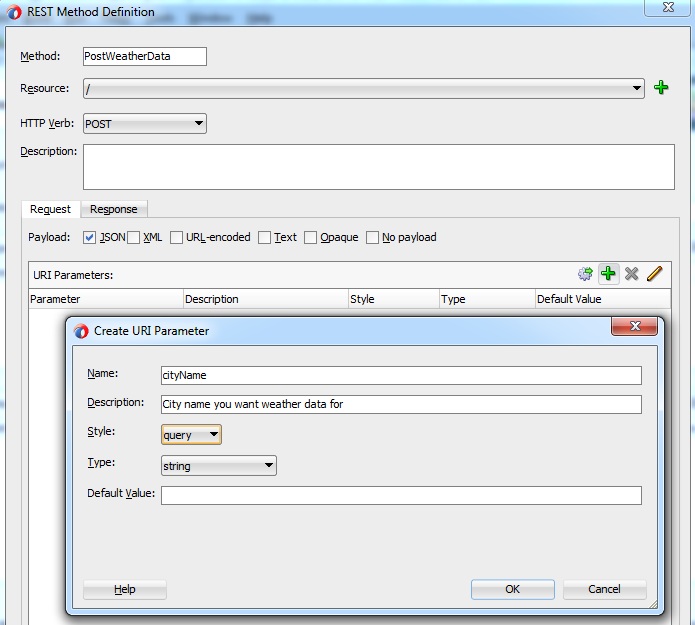 REST Method Definition
Method: PostWeatherData
Resource: /
HTTP Verb: POST
Description:
Request Response
Payload: JSON XML URL-encoded Text Opaque No payload
URI Parameters:
Parameter Description Style Type Default Value
Create URI Parameter
Name: cityName
Description: City name you want weather data for
Style: query
Type: string
Default Value:
Help OK Cancel